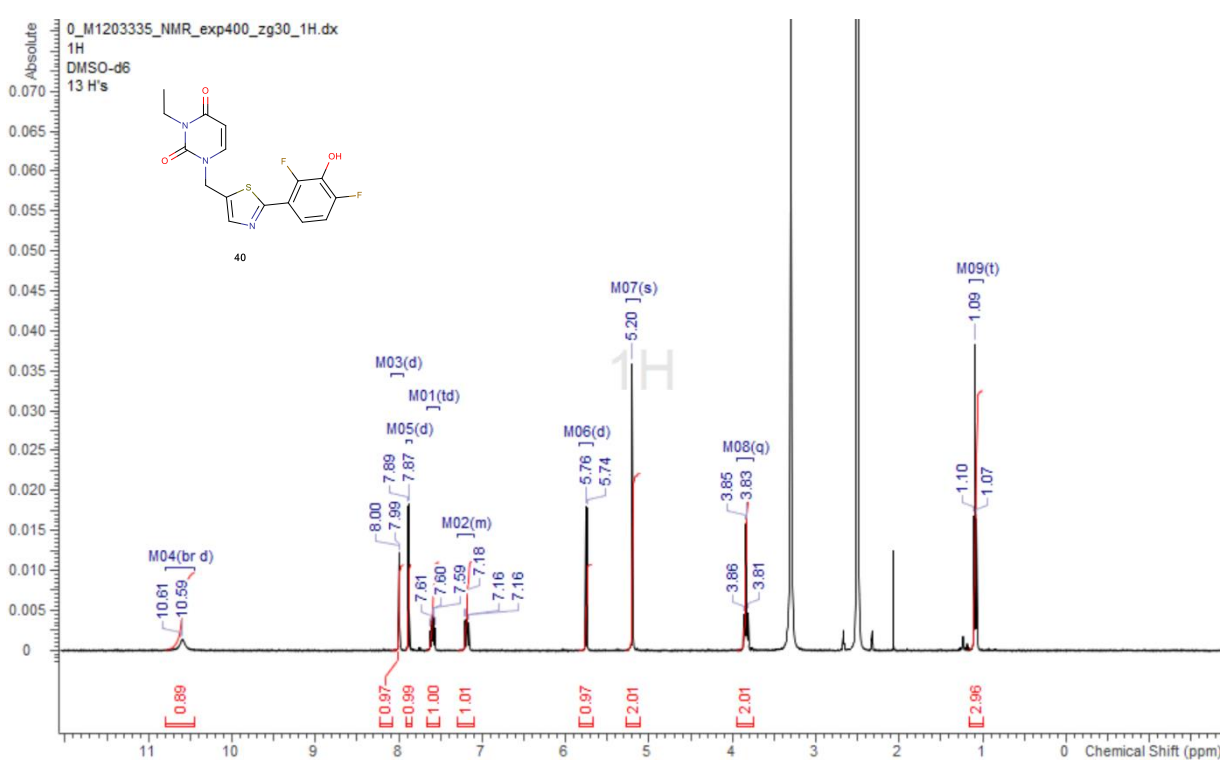 0_M1203335_NMR_exp400_zg30_1H.dx
1H
DMSO-d6
13 H's
Absolute
0.070
0.065
0.060
0.055
0.050
0.045
0.040
0.035
0.030
0.025
0.020
0.015
0.010
0.005
0
O
N
O
N
S
N
F
OH
F
40
1H
M04(br d)
10.61
10.59
M03(d)
8.00
7.99
M05(d)
7.89
7.87
M01(td)
7.61
7.60
7.59
M02(m)
7.18
7.16
7.16
M06(d)
5.76
5.74
M07(s)
5.20
M08(q)
3.86
3.85
3.83
3.81
M09(t)
1.10
1.09
1.07
0.89
0.97
0.99
1.00
1.01
0.97
2.01
2.01
2.96
11 10 9 8 7 6 5 4 3 2 1 0 Chemical Shift (ppm)